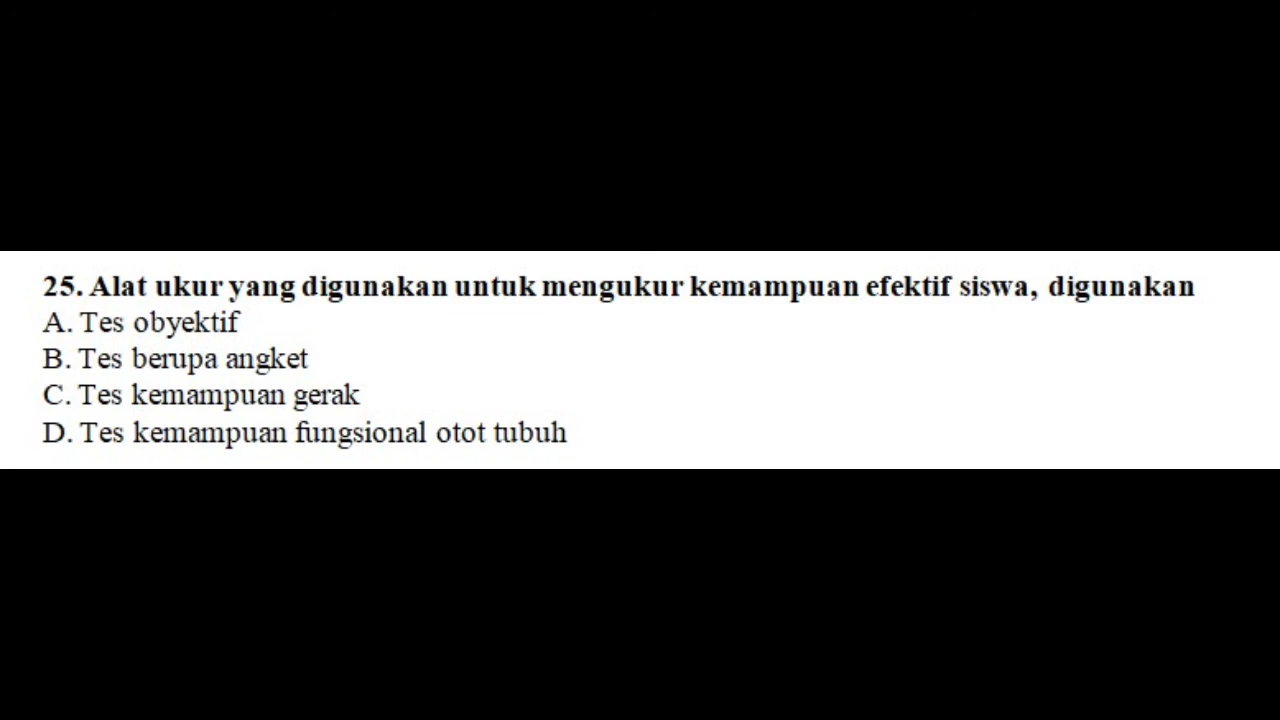 25. Alat ukur yang digunakan untuk mengukur kemampuan efektif siswa, digunakan
A. Tes obyektif
B. Tes berupa angket
C. Tes kemampuan gerak
D. Tes kemampuan fungsional otot tubuh